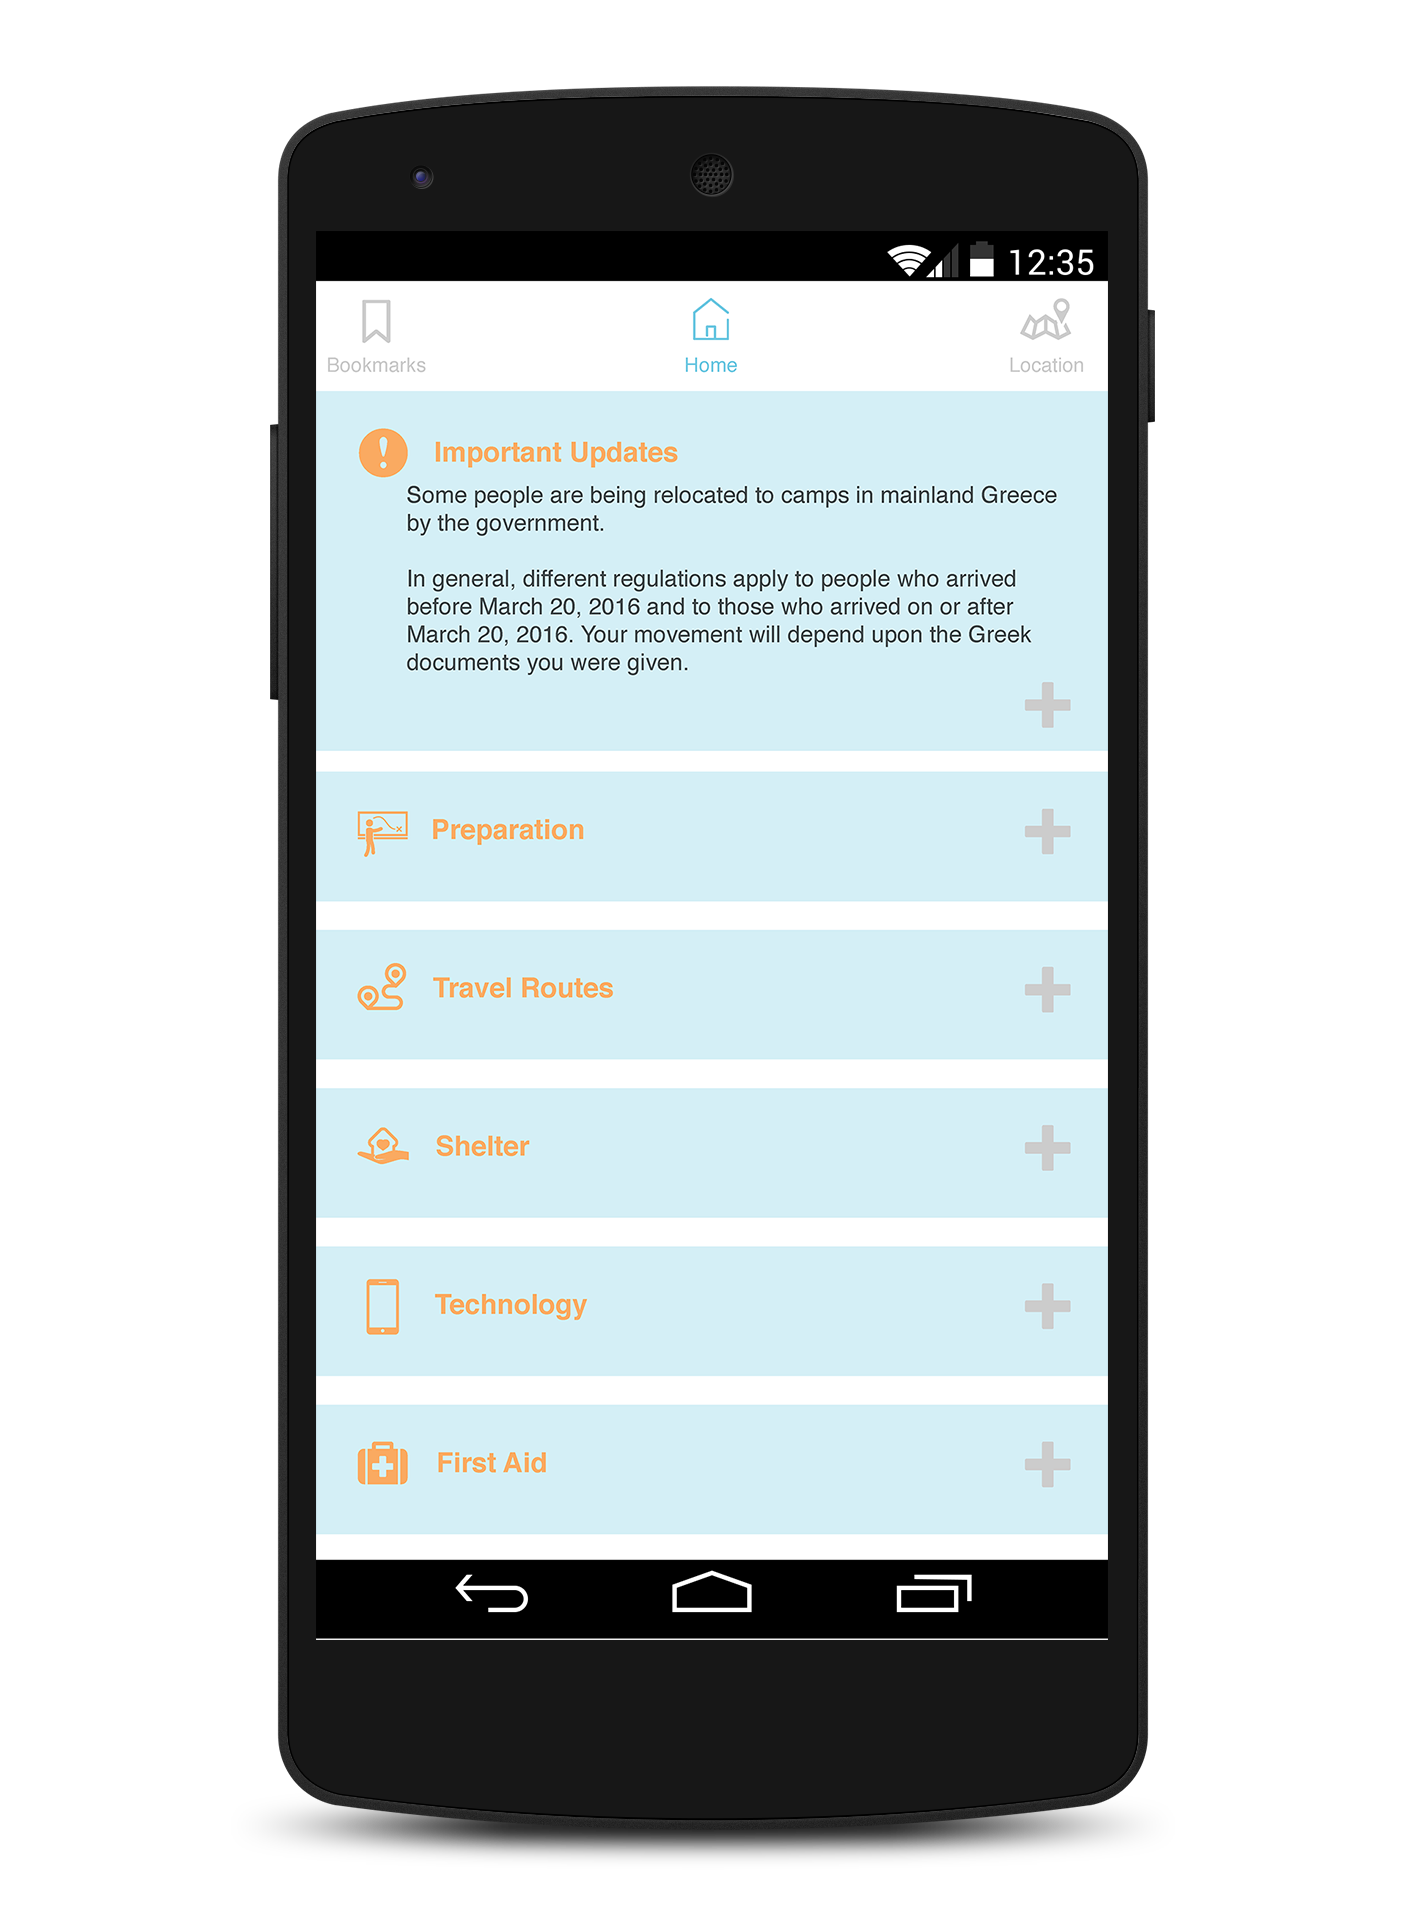 12:35
Bookmarks
Home
Location
Important Updates
Some people are being relocated to camps in mainland Greece
by the government.
In general, different regulations apply to people who arrived
before March 20, 2016 and to those who arrived on or after
March 20, 2016. Your movement will depend upon the Greek
documents you were given.
Preparation
Travel Routes
Shelter
Technology
First Aid